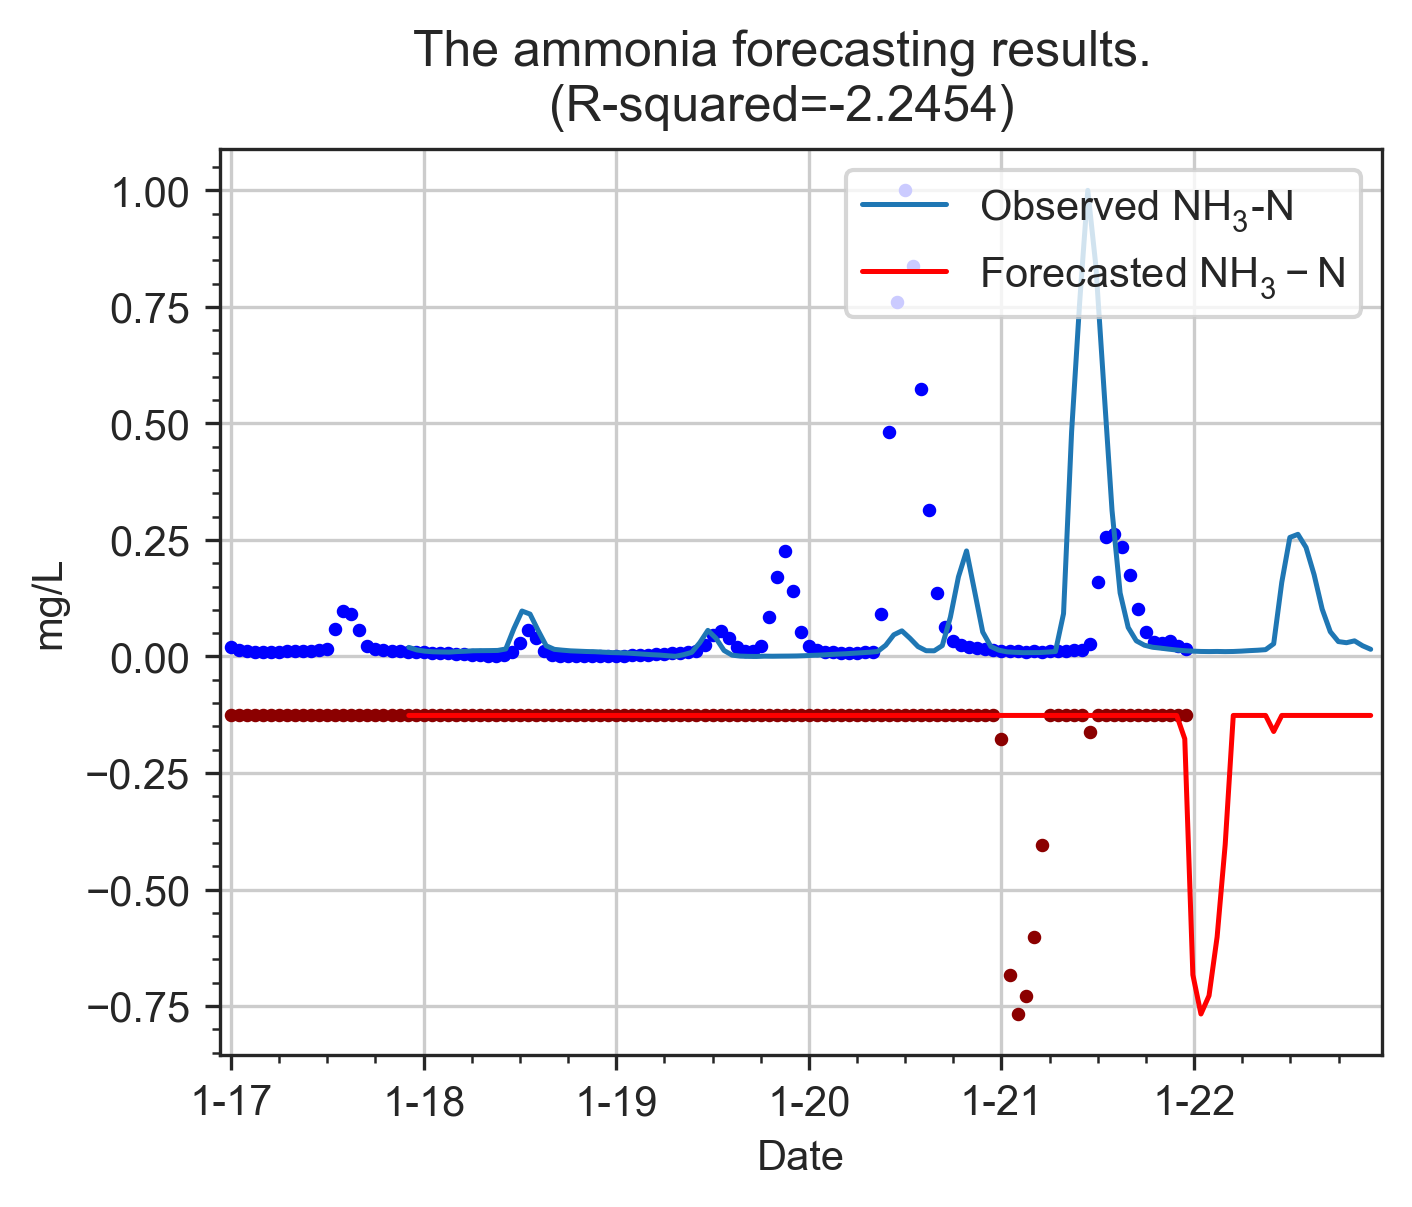 The ammonia forecasting results.
(R-squared=-2.2454)
Observed NH₃-N
Forecasted NH₃ − N
1.00
0.75
0.50
0.25
0.00
−0.25
−0.50
−0.75
mg/L
1-17 1-18 1-19 1-20 1-21 1-22
Date